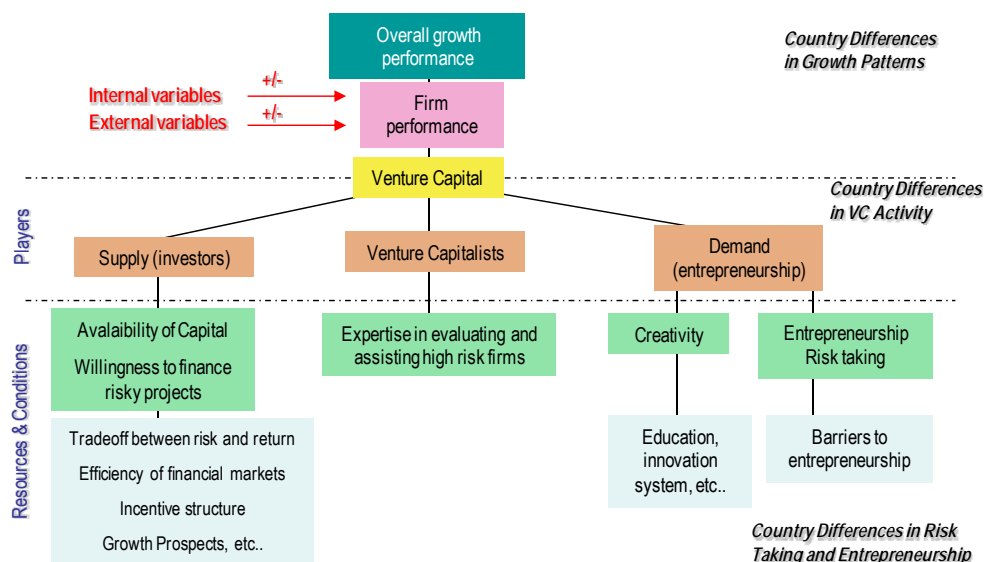 Overall growth
performance
Country Differences
in Growth Patterns
Internal variables
+/-
External variables
+/-
Firm
performance
Venture Capital
Country Differences
in VC Activity
Players
Supply (investors)
Venture Capitalists
Demand
(entrepreneurship)
Resources & Conditions
Avalaibility of Capital
Willingness to finance
risky projects
Expertise in evaluating and
assisting high risk firms
Creativity
Entrepreneurship
Risk taking
Tradeoff between risk and return
Efficiency of financial markets
Incentive structure
Growth Prospects, etc..
Education,
innovation
system, etc..
Barriers to
entrepreneurship
Country Differences in Risk
Taking and Entrepreneurship